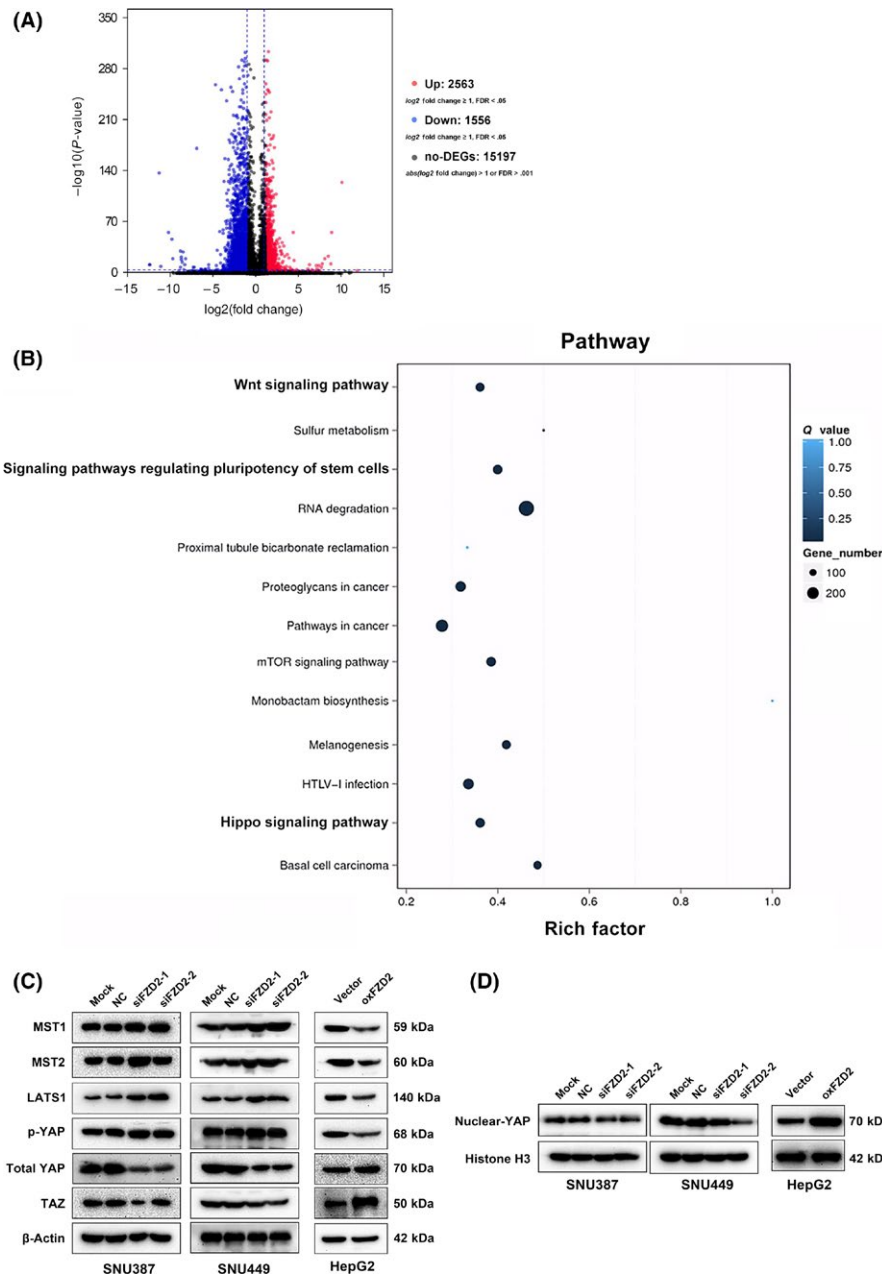 (A)
350
280
210
140
70
0
−log10(P-value)
−15
−10
−5
0
5
10
15
log2(fold change)
Up: 2563
log2 fold change ≥ 1, FDR < .05
Down: 1556
log2 fold change ≥ 1, FDR < .05
no-DEGs: 15197
abs(log2 fold change) > 1 or FDR > .001
(B)
Pathway
Wnt signaling pathway
Sulfur metabolism
Signaling pathways regulating pluripotency of stem cells
RNA degradation
Proximal tubule bicarbonate reclamation
Proteoglycans in cancer
Pathways in cancer
mTOR signaling pathway
Monobactam biosynthesis
Melanogenesis
HTLV−I infection
Hippo signaling pathway
Basal cell carcinoma
0.2
0.4
0.6
0.8
1.0
Rich factor
Q value
1.00
0.75
0.50
0.25
Gene_number
100
200
(C)
Mock NC siFZD2-1 siFZD2-2
Mock NC siFZD2-1 siFZD2-2
Vector oxFZD2
MST1 59 kDa
MST2 60 kDa
LATS1 140 kDa
p-YAP 68 kDa
Total YAP 70 kDa
TAZ 50 kDa
β-Actin 42 kDa
SNU387 SNU449 HepG2
(D)
Mock NC siFZD2-1 siFZD2-2
Mock NC siFZD2-1 siFZD2-2
Vector oxFZD2
Nuclear-YAP 70 kD
Histone H3 42 kD
SNU387 SNU449 HepG2